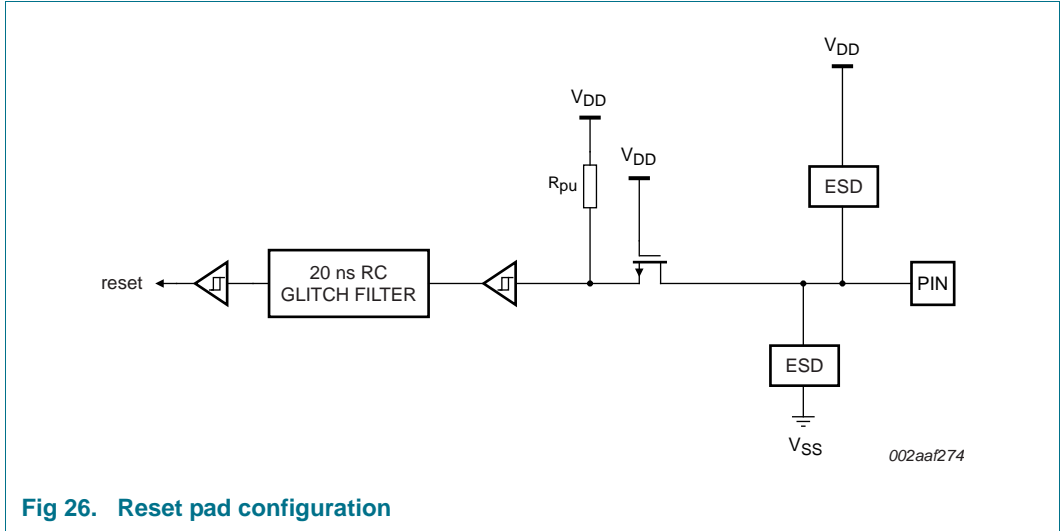 VDD
VDD
VDD
Rpu
ESD
reset
20 ns RC
GLITCH FILTER
PIN
ESD
VSS
002aaf274
Fig 26. Reset pad configuration